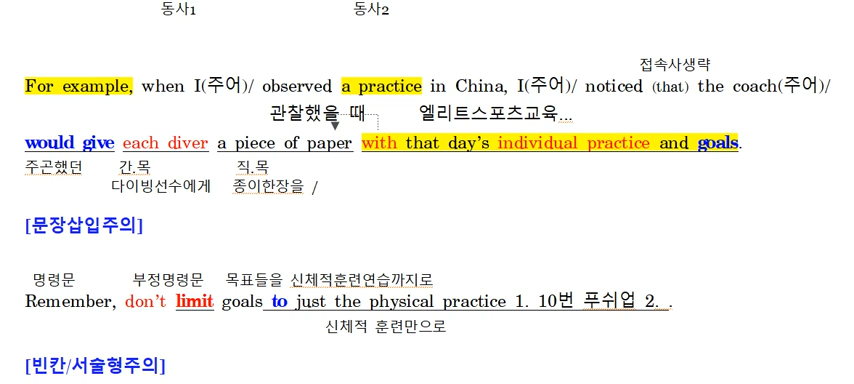 동사1 동사2
접속사생략
For example, when I(주어)/ observed a practice in China, I(주어)/ noticed (that) the coach(주어)/
관찰했을 때 엘리트스포츠교육...
would give each diver a piece of paper with that day's individual practice and goals.
주곤했던 간.목 직.목
다이빙선수에게 종이한장을 /
[문장삽입주의]
명령문 부정명령문 목표들을 신체적훈련연습까지로
Remember, don't limit goals to just the physical practice 1. 10번 푸쉬업 2. .
신체적 훈련만으로
[빈칸/서술형주의]